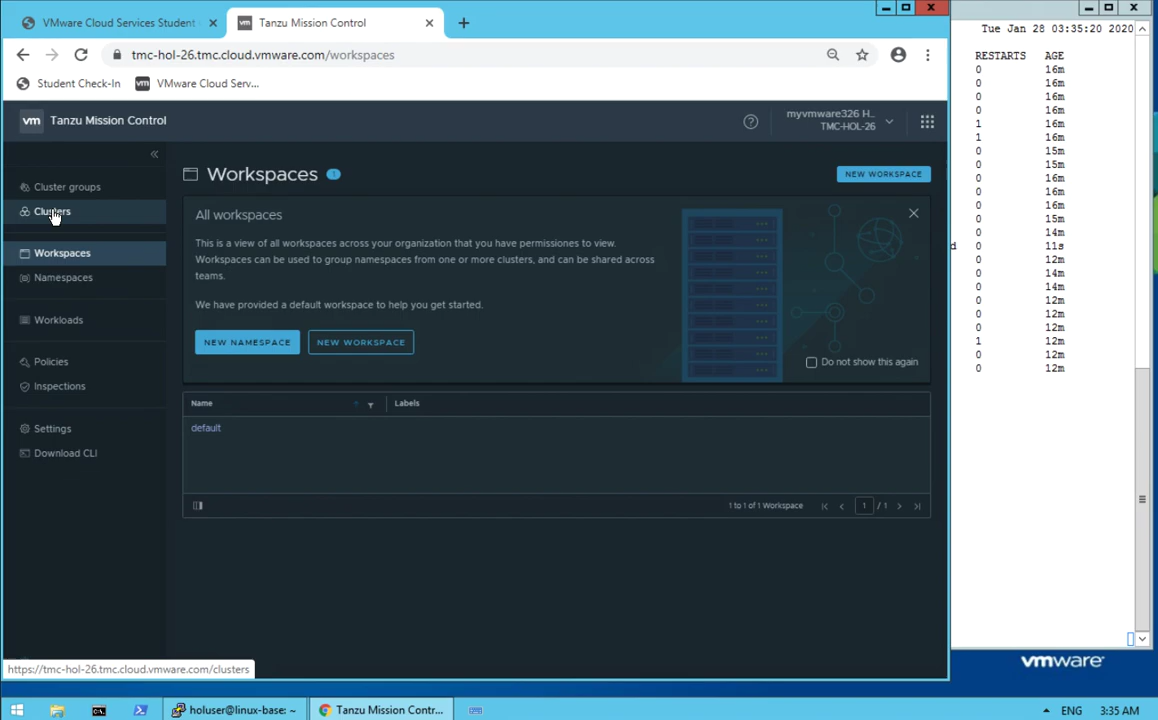 VMware Cloud Services Student
Tanzu Mission Control
tmc-hol-26.tmc.cloud.vmware.com/workspaces
Student Check-In
vm
VMware Cloud Serv...
vm
Tanzu Mission Control
myvmware326 H...
TMC-HOL-26
Cluster groups
Clusters
Workspaces
Namespaces
Workloads
Policies
Inspections
Settings
Download CLI
Workspaces 1
NEW WORKSPACE
All workspaces
This is a view of all workspaces across your organization that you have permissiones to view.
Workspaces can be used to group namespaces from one or more clusters, and can be shared across
teams.
We have provided a default workspace to help you get started.
NEW NAMESPACE
NEW WORKSPACE
Do not show this again
Name
Labels
default
1 to 1 of 1 Workspace
1 / 1
https://tmc-hol-26.tmc.cloud.vmware.com/clusters
Tue Jan 28 03:35:20 2020
RESTARTS AGE
0 16m
0 16m
0 16m
0 16m
1 16m
1 16m
0 15m
0 15m
0 16m
0 16m
0 16m
0 15m
0 14m
d 0 11s
0 12m
0 14m
0 14m
0 12m
0 12m
0 12m
1 12m
0 12m
0 12m
vmware
holuser@linux-base: ~
Tanzu Mission Contr...
ENG
3:35 AM